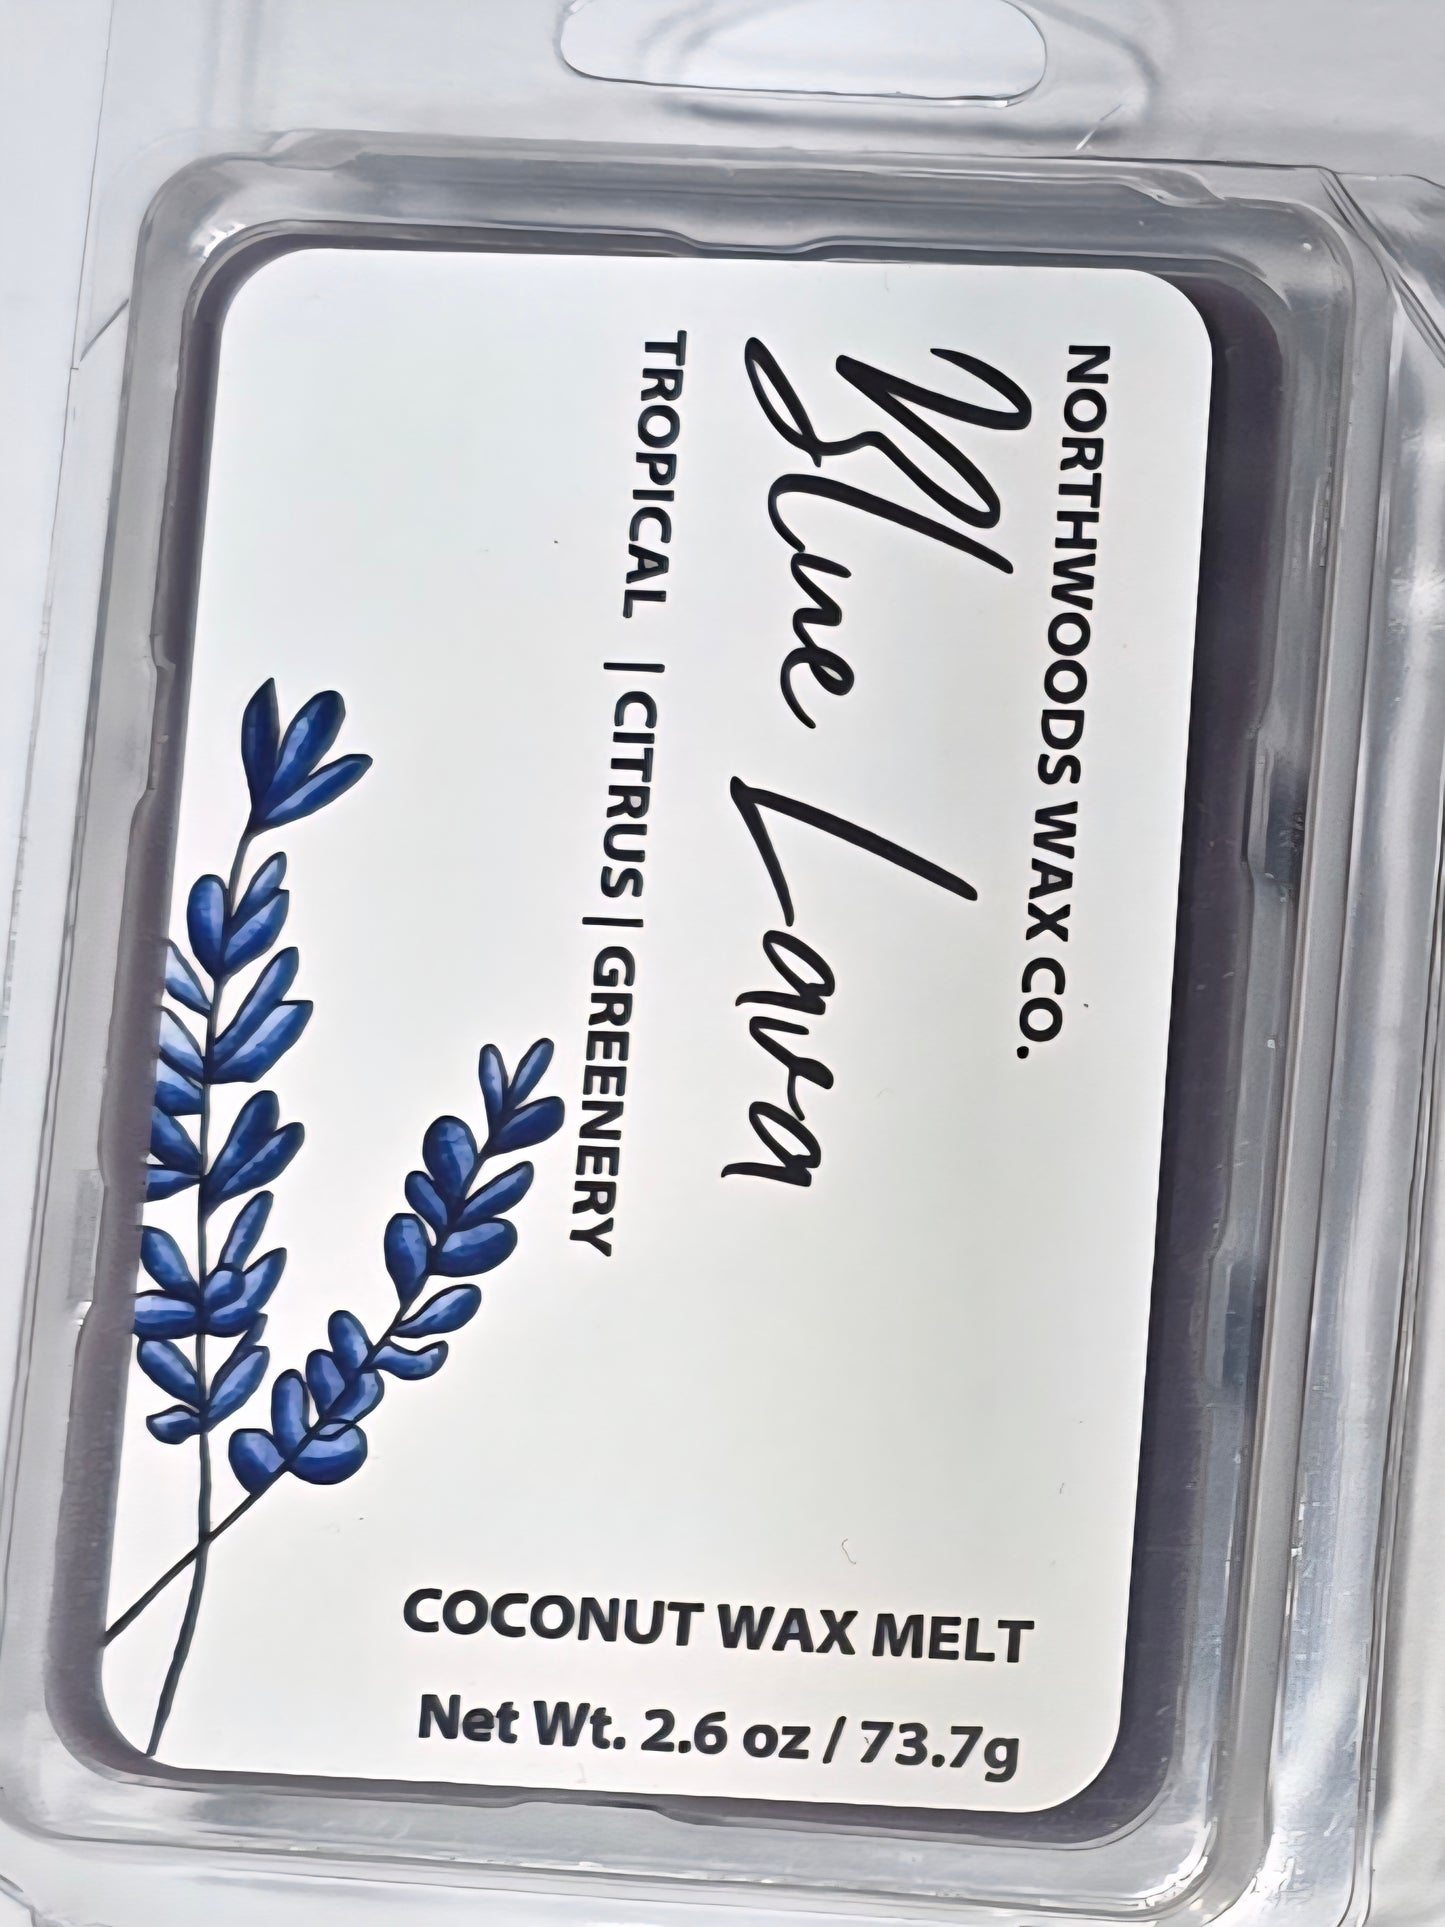 NORTHWOODS WAX CO.
Blue Lava
TROPICAL | CITRUS | GREENERY
COCONUT WAX MELT
Net Wt. 2.6 oz / 73.7g